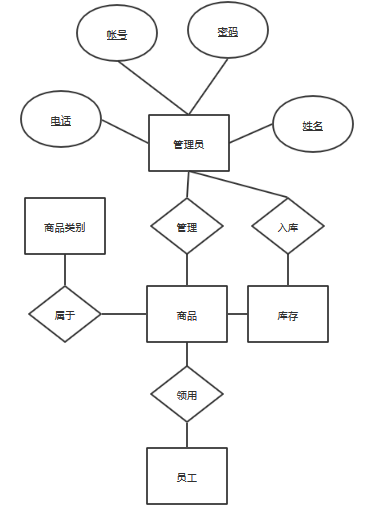 帐号
密码
电适
姓名
管理员
商品类别
管理
入库
属于
商品
库存
领用
员工